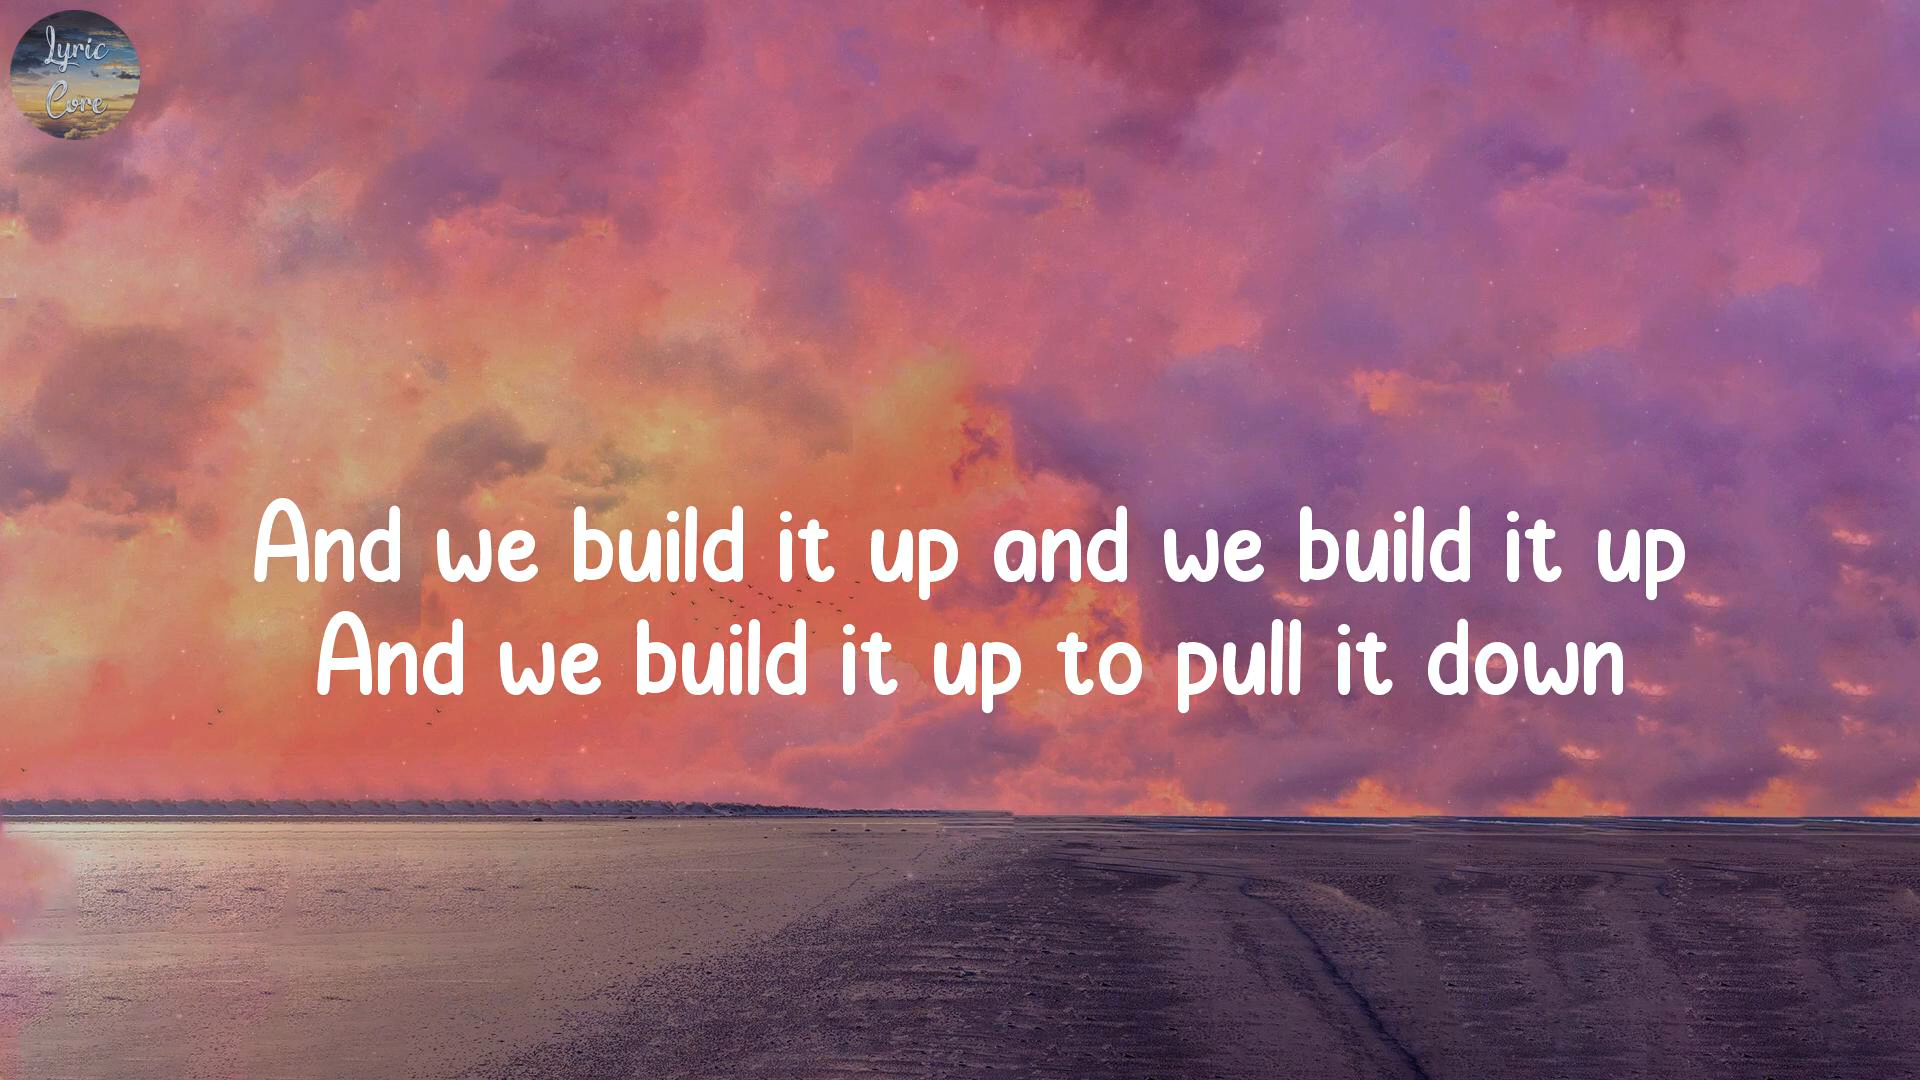 Lyric
Core
And we build it up and we build it up
And we build it up to pull it down